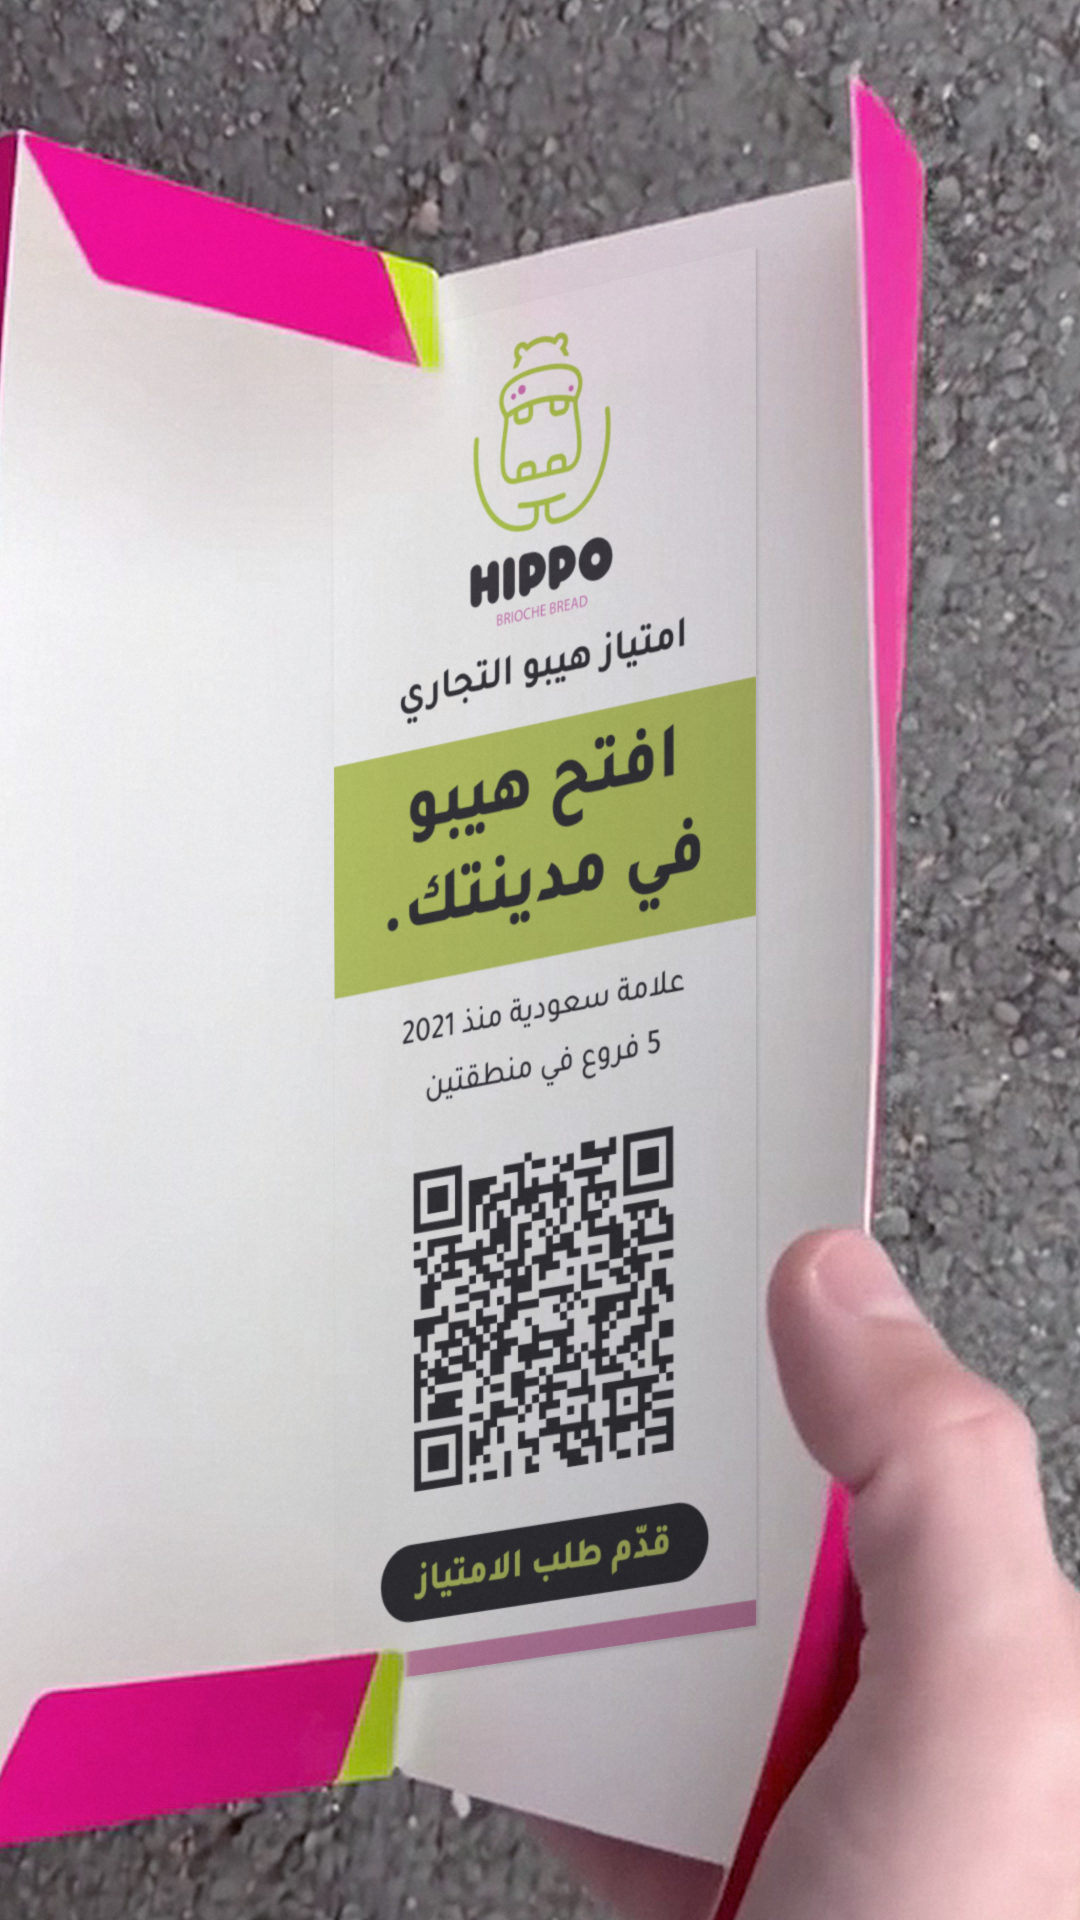 HIPPO
BRIOCHE BREAD
امتياز هيبو التجاري
افتح هيبو
في مدينتك.
علامة سعودية منذ 2021
5 فروع في منطقتين
قدّم طلب الامتياز